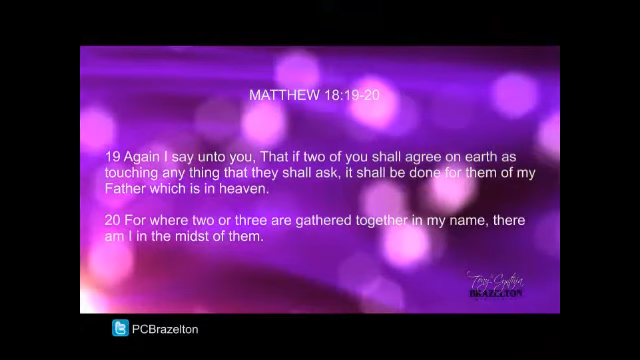 MATTHEW 18:19-20
19 Again I say unto you, That if two of you shall agree on earth as
touching any thing that they shall ask, it shall be done for them of my
Father which is in heaven.
20 For where two or three are gathered together in my name, there
am I in the midst of them.
Tony & Cynthia
BRAZELTON
PCBrazelton